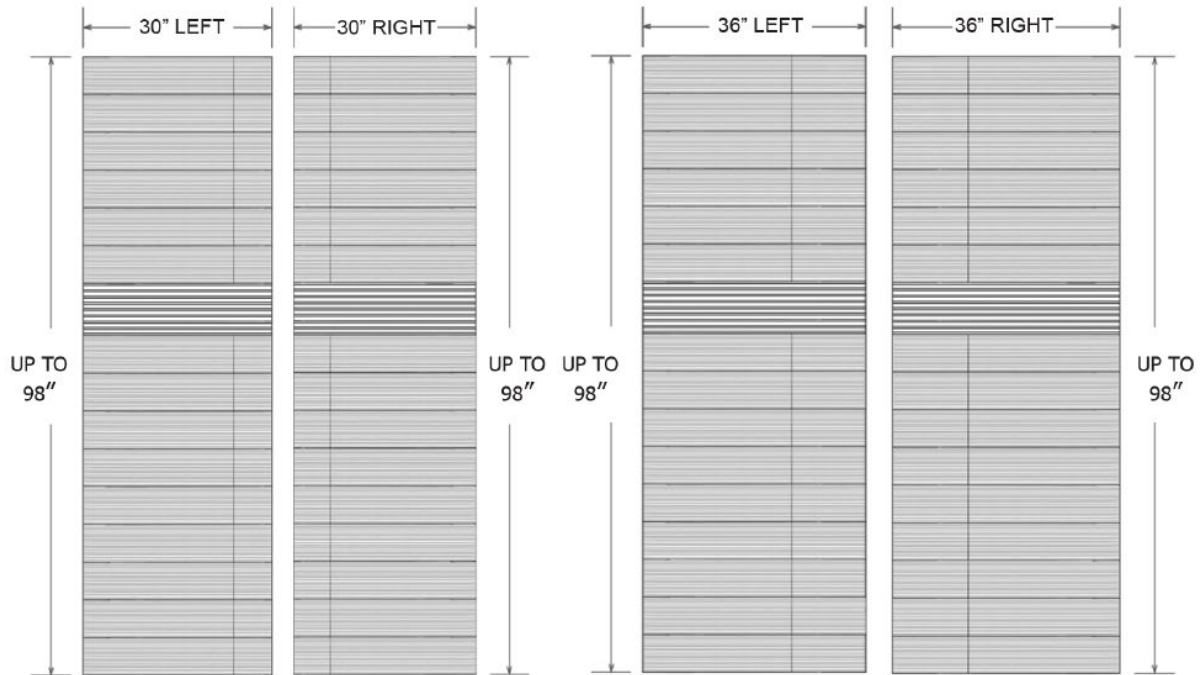 30” LEFT
30” RIGHT
36” LEFT
36” RIGHT
UP TO
98”
UP TO
98”
UP TO
98”
UP TO
98”